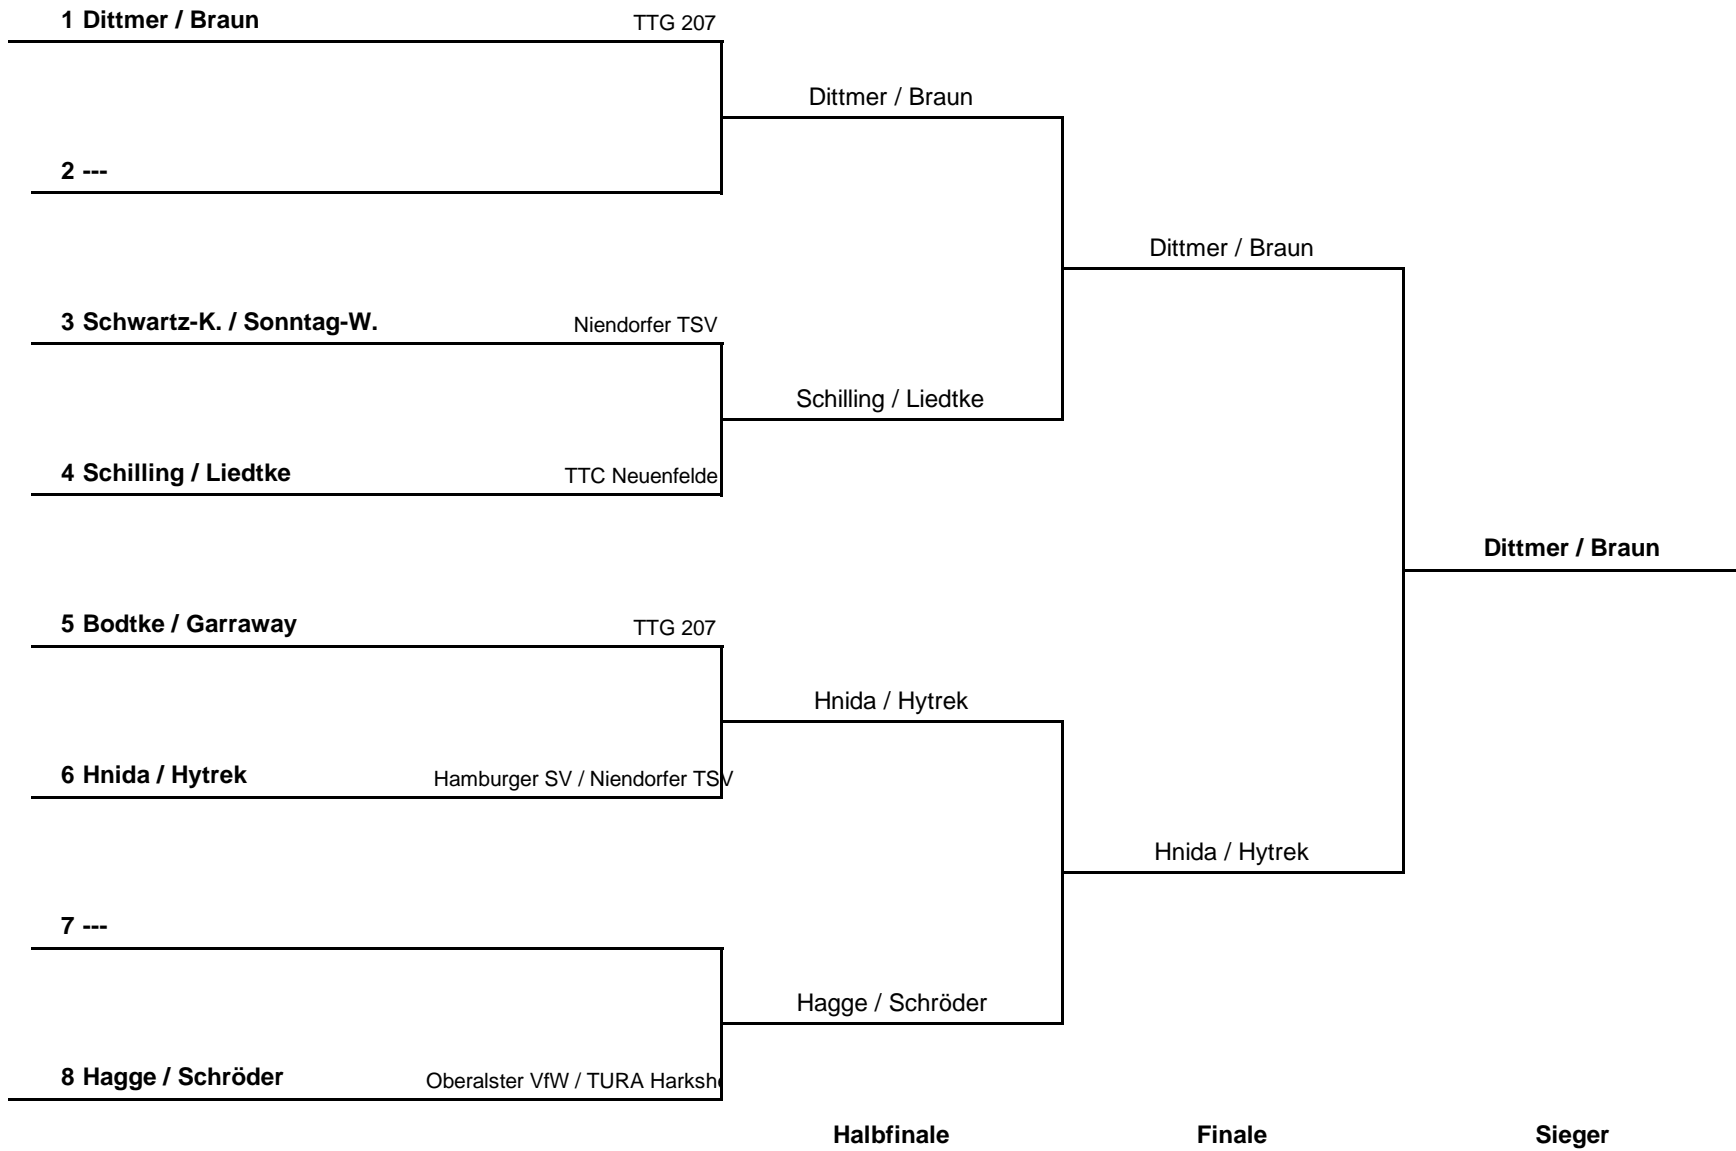 1 Dittmer / Braun TTG 207
Dittmer / Braun
2 ---
Dittmer / Braun
3 Schwartz-K. / Sonntag-W. Niendorfer TSV
Schilling / Liedtke
4 Schilling / Liedtke TTC Neuenfelde
Dittmer / Braun
5 Bodtke / Garraway TTG 207
Hnida / Hytrek
6 Hnida / Hytrek Hamburger SV / Niendorfer TSV
Hnida / Hytrek
7 ---
Hagge / Schröder
8 Hagge / Schröder Oberalster VfW / TURA Harksh
Halbfinale Finale Sieger